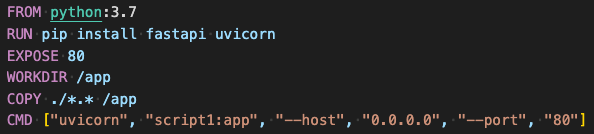 FROM python:3.7
RUN pip install fastapi uvicorn
EXPOSE 80
WORKDIR /app
COPY ./*.* /app
CMD ["uvicorn", "script1:app", "--host", "0.0.0.0", "--port", "80"]